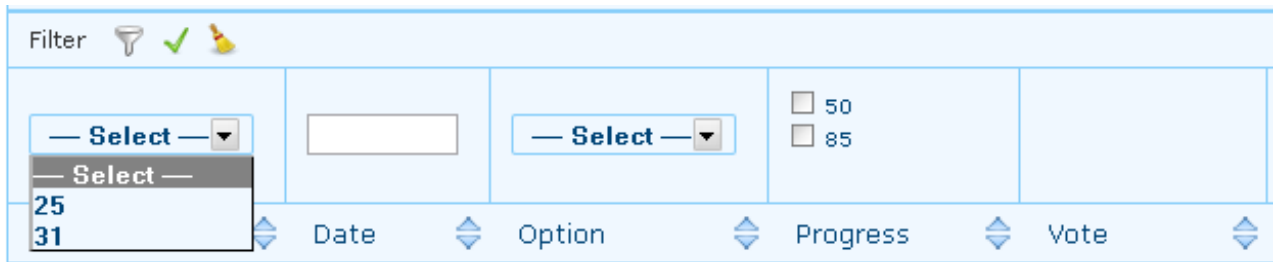 Filter
— Select —
— Select —
50
85
— Select —
25
31
Date
Option
Progress
Vote